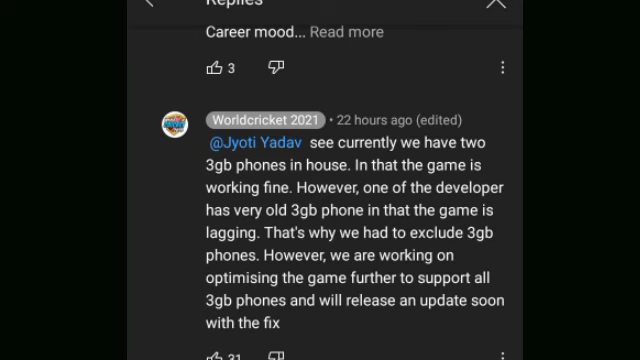 Replies
Career mood... Read more
3
Worldcricket 2021 • 22 hours ago (edited)
@Jyoti Yadav see currently we have two
3gb phones in house. In that the game is
working fine. However, one of the developer
has very old 3gb phone in that the game is
lagging. That's why we had to exclude 3gb
phones. However, we are working on
optimising the game further to support all
3gb phones and will release an update soon
with the fix
31